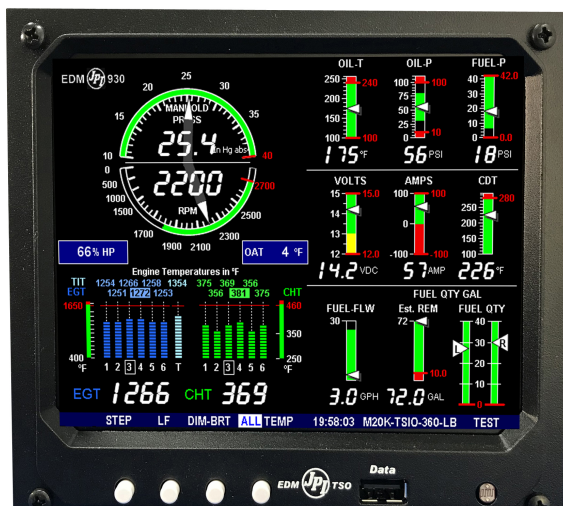 EDM JPI 930
20 25 30
15 35
MANIFOLD
PRESS
25.4 In Hg abs
10 40
0 2200 2700
500
1000 2500
1500
RPM
1700 1900 2100 2300
66% HP
OAT 4 °F
Engine Temperatures in °F
TIT 1254 1266 1258 1354 375 369 356
EGT 1251 1272 1253 356 381 375 CHT
1650 460
350
400 250
°F 1 2 3 4 5 6 T 1 2 3 4 5 6 °F
EGT 1266 CHT 369
OIL-T OIL-P FUEL-P
250 240 100 100 40 42.0
200 75 30
50 20
150 25 10
100 100 0 10 0 0.0
175 °F 56 PSI 18 PSI
VOLTS AMPS CDT
15 15.0 100 100 280
14 250
13 0 200
150
12 12.0 -100 -100 100
14.2 VDC 57 AMP 226 °F
FUEL QTY GAL
FUEL-FLW Est. REM FUEL QTY
30 72 40
30
L R
20
10.0 10
0 0
3.0 GPH 72.0 GAL
STEP LF DIM-BRT ALL TEMP 19:58:03 M20K-TSIO-360-LB TEST
EDM JPI TSO
Data